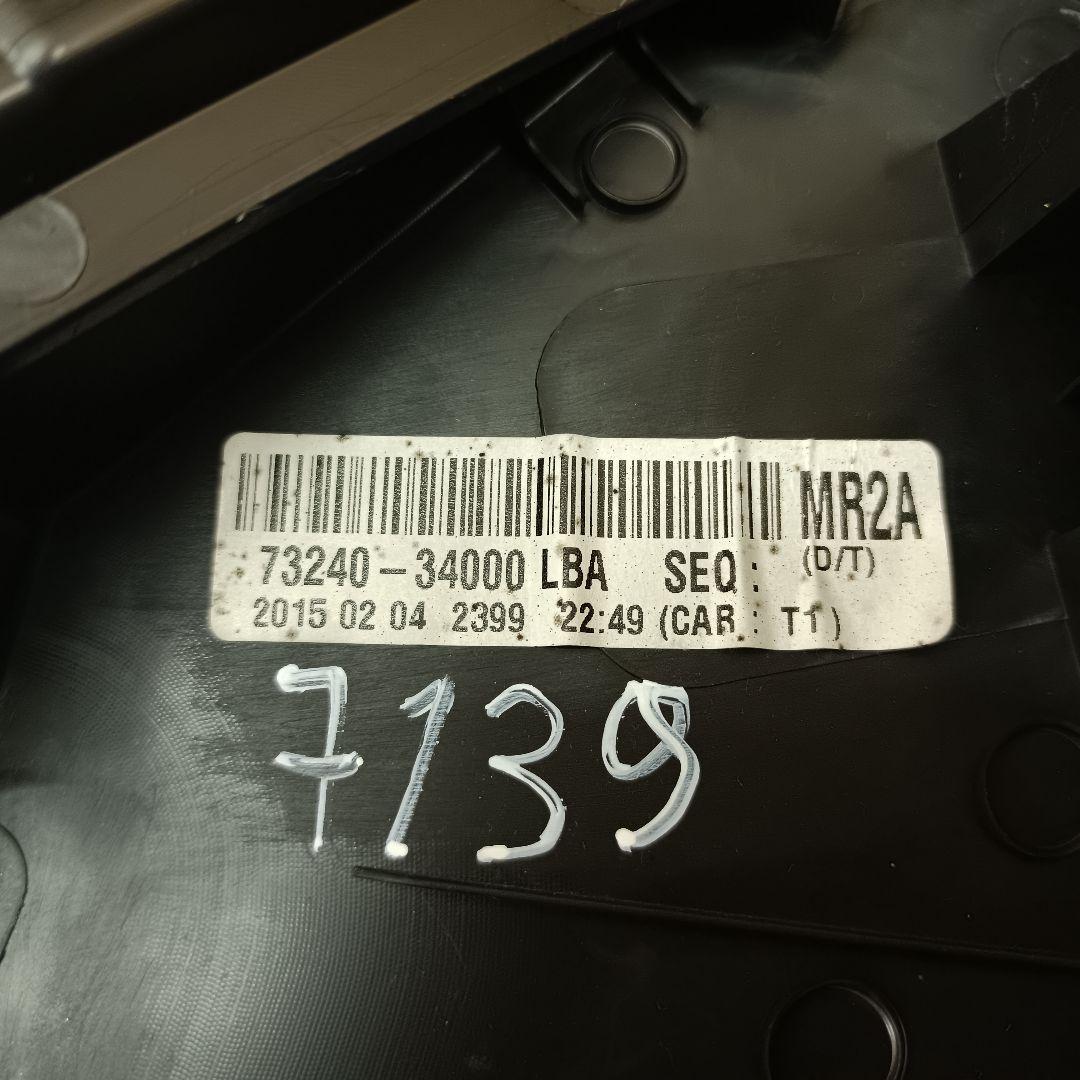 MR2A
73240-34000 LBA SEQ: (D/T)
2015 02 04 2399 22:49 (CAR : T1)
7139